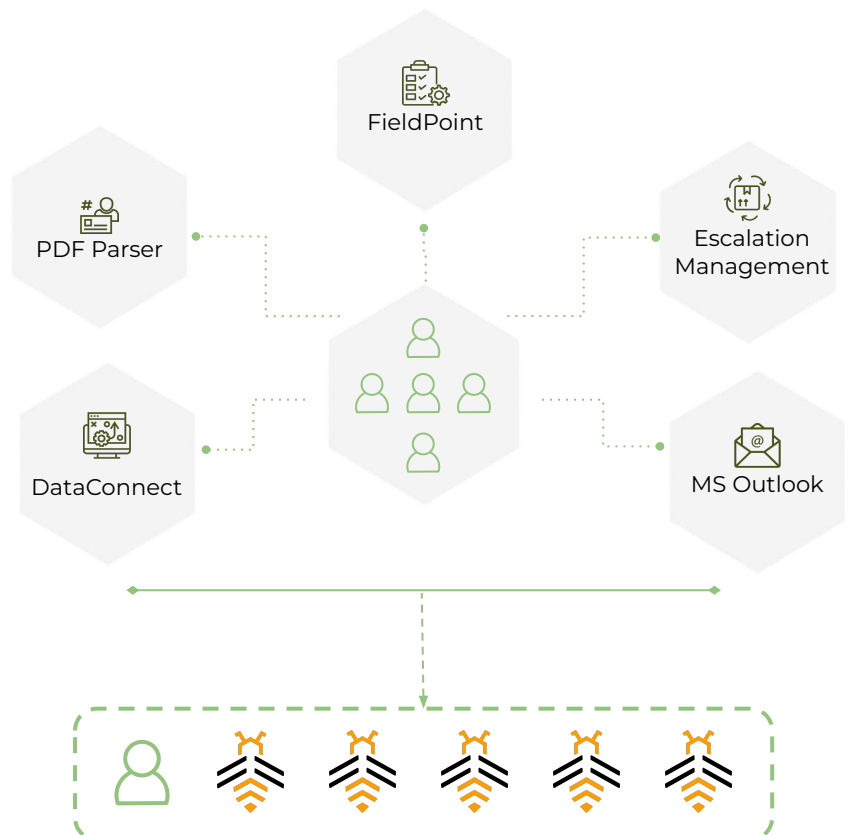 FieldPoint
PDF Parser
Escalation
Management
DataConnect
MS Outlook
#
@